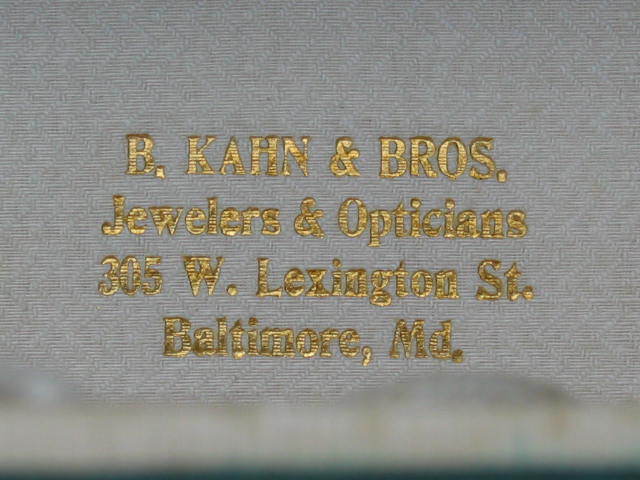 B. KAHN & BROS.
Jewelers & Opticians
305 W. Lexington St.
Baltimore, Md.